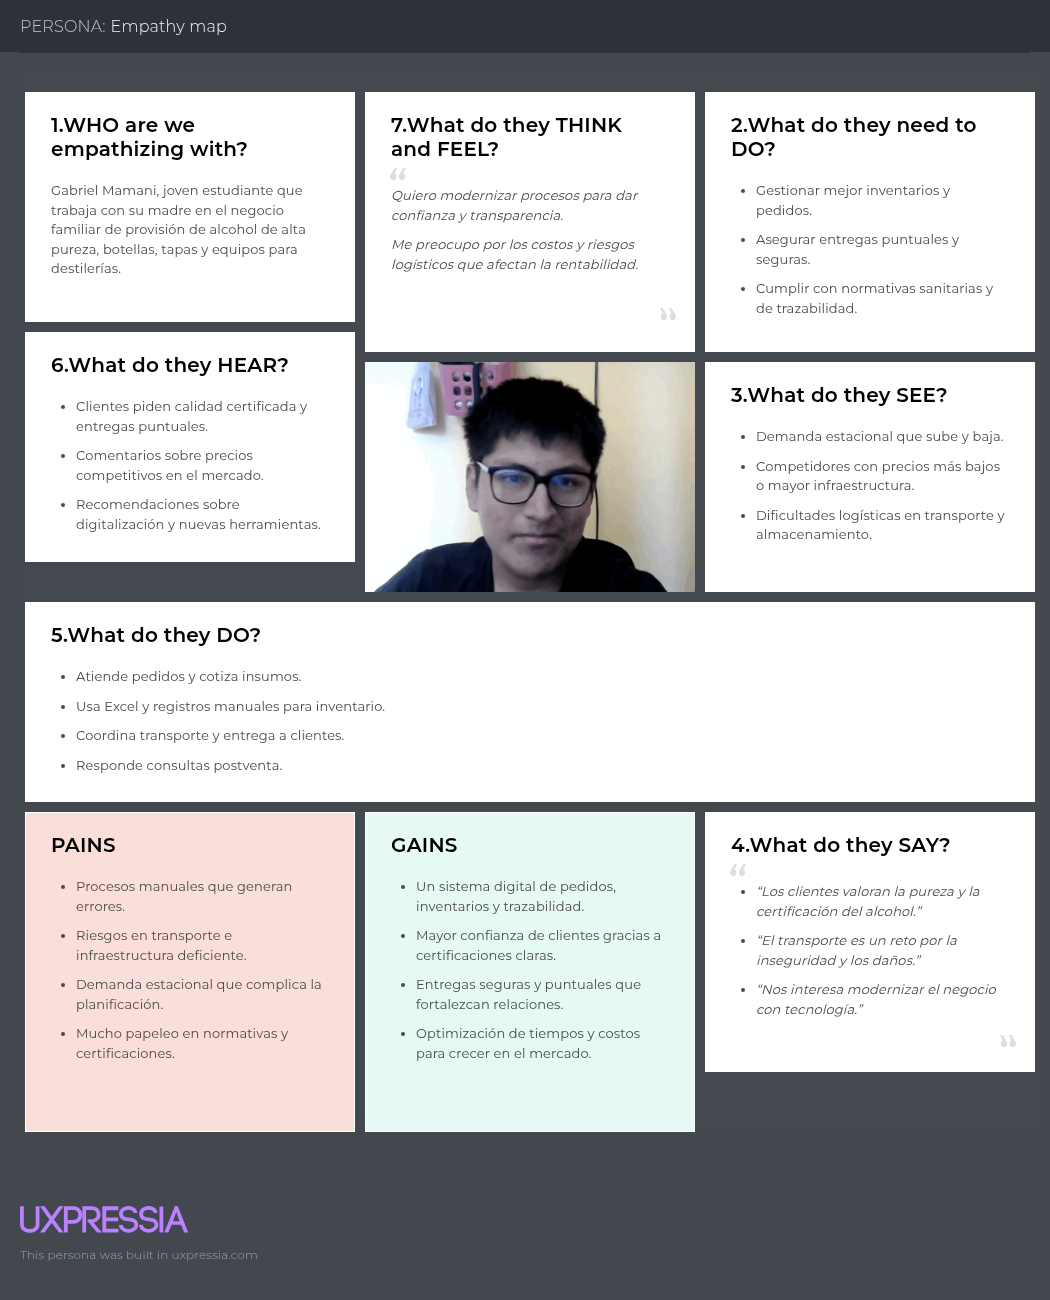 PERSONA: Empathy map
1.WHO are we
empathizing with?
Gabriel Mamani, joven estudiante que
trabaja con su madre en el negocio
familiar de provisión de alcohol de alta
pureza, botellas, tapas y equipos para
destilerías.
7.What do they THINK
and FEEL?
“
Quiero modernizar procesos para dar
confianza y transparencia.
Me preocupo por los costos y riesgos
logísticos que afectan la rentabilidad.
”
2.What do they need to
DO?
• Gestionar mejor inventarios y
pedidos.
• Asegurar entregas puntuales y
seguras.
• Cumplir con normativas sanitarias y
de trazabilidad.
6.What do they HEAR?
• Clientes piden calidad certificada y
entregas puntuales.
• Comentarios sobre precios
competitivos en el mercado.
• Recomendaciones sobre
digitalización y nuevas herramientas.
3.What do they SEE?
• Demanda estacional que sube y baja.
• Competidores con precios más bajos
o mayor infraestructura.
• Dificultades logísticas en transporte y
almacenamiento.
5.What do they DO?
• Atiende pedidos y cotiza insumos.
• Usa Excel y registros manuales para inventario.
• Coordina transporte y entrega a clientes.
• Responde consultas postventa.
PAINS
• Procesos manuales que generan
errores.
• Riesgos en transporte e
infraestructura deficiente.
• Demanda estacional que complica la
planificación.
• Mucho papeleo en normativas y
certificaciones.
GAINS
• Un sistema digital de pedidos,
inventarios y trazabilidad.
• Mayor confianza de clientes gracias a
certificaciones claras.
• Entregas seguras y puntuales que
fortalezcan relaciones.
• Optimización de tiempos y costos
para crecer en el mercado.
4.What do they SAY?
“
• “Los clientes valoran la pureza y la
certificación del alcohol.”
• “El transporte es un reto por la
inseguridad y los daños.”
• “Nos interesa modernizar el negocio
con tecnología.”
”
UXPRESSIA
This persona was built in uxpressia.com